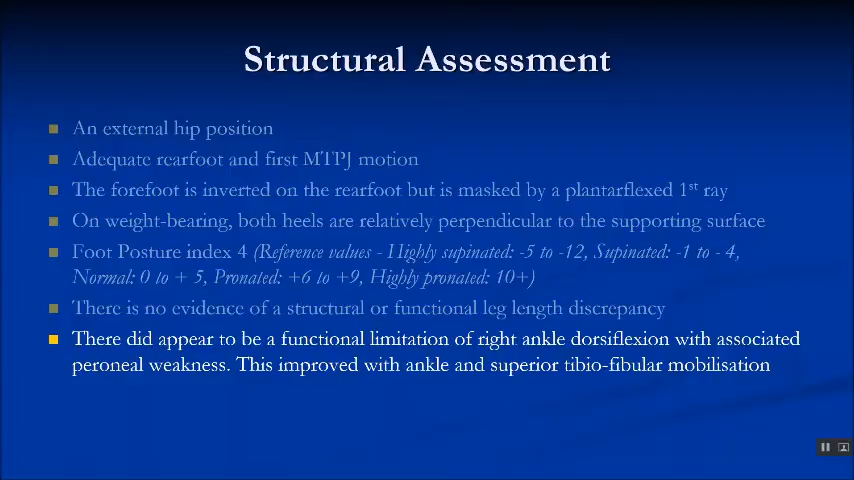 Structural Assessment
An external hip position
Adequate rearfoot and first MTPJ motion
The forefoot is inverted on the rearfoot but is masked by a plantarflexed 1st ray
On weight-bearing, both heels are relatively perpendicular to the supporting surface
Foot Posture index 4 (Reference values - Highly supinated: -5 to -12, Supinated: -1 to - 4,
Normal: 0 to + 5, Pronated: +6 to +9, Highly pronated: 10+)
There is no evidence of a structural or functional leg length discrepancy
There did appear to be a functional limitation of right ankle dorsiflexion with associated
peroneal weakness. This improved with ankle and superior tibio-fibular mobilisation